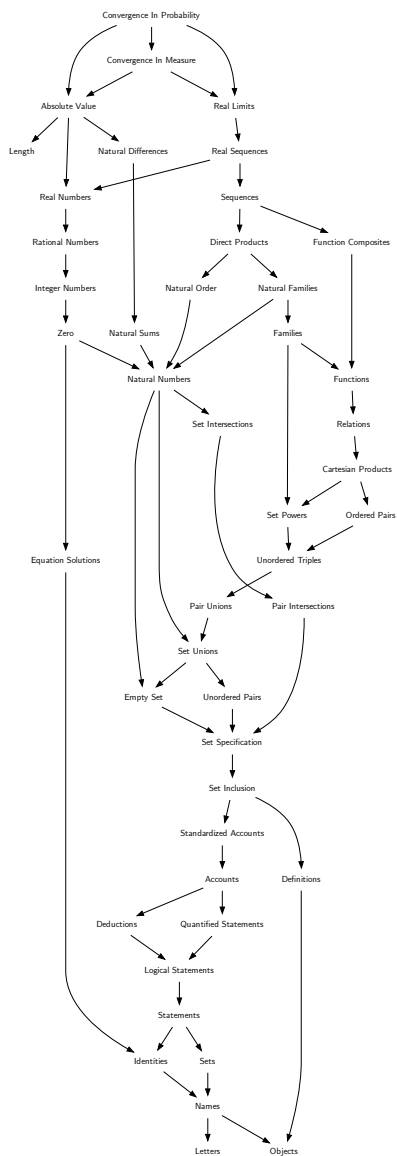 Convergence In Probability
Convergence In Measure
Absolute Value
Real Limits
Length
Natural Differences
Real Sequences
Real Numbers
Sequences
Rational Numbers
Direct Products
Function Composites
Integer Numbers
Natural Order
Natural Families
Zero
Natural Sums
Families
Natural Numbers
Functions
Set Intersections
Relations
Cartesian Products
Set Powers
Ordered Pairs
Equation Solutions
Unordered Triples
Pair Unions
Pair Intersections
Set Unions
Empty Set
Unordered Pairs
Set Specification
Set Inclusion
Standardized Accounts
Accounts
Definitions
Deductions
Quantified Statements
Logical Statements
Statements
Identities
Sets
Names
Letters
Objects